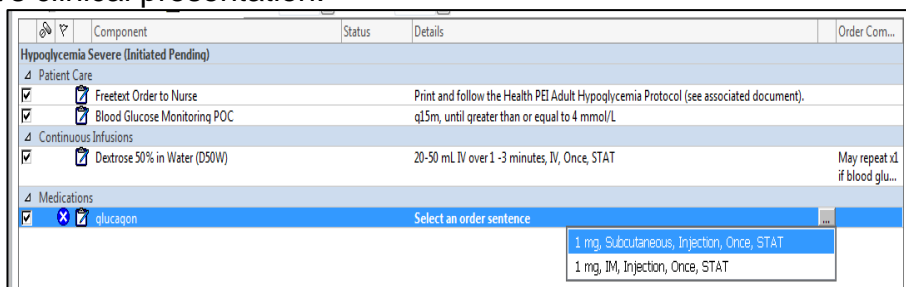 Component Status Details Order Com...
Hypoglycemia Severe (Initiated Pending)
Patient Care
Freetext Order to Nurse Print and follow the Health PEI Adult Hypoglycemia Protocol (see associated document).
Blood Glucose Monitoring POC q15m, until greater than or equal to 4 mmol/L
Continuous Infusions
Dextrose 50% in Water (D50W) 20-50 mL IV over 1 -3 minutes, IV, Once, STAT May repeat x1
if blood glu...
Medications
glucagon Select an order sentence ...
1 mg, Subcutaneous, Injection, Once, STAT
1 mg, IM, Injection, Once, STAT